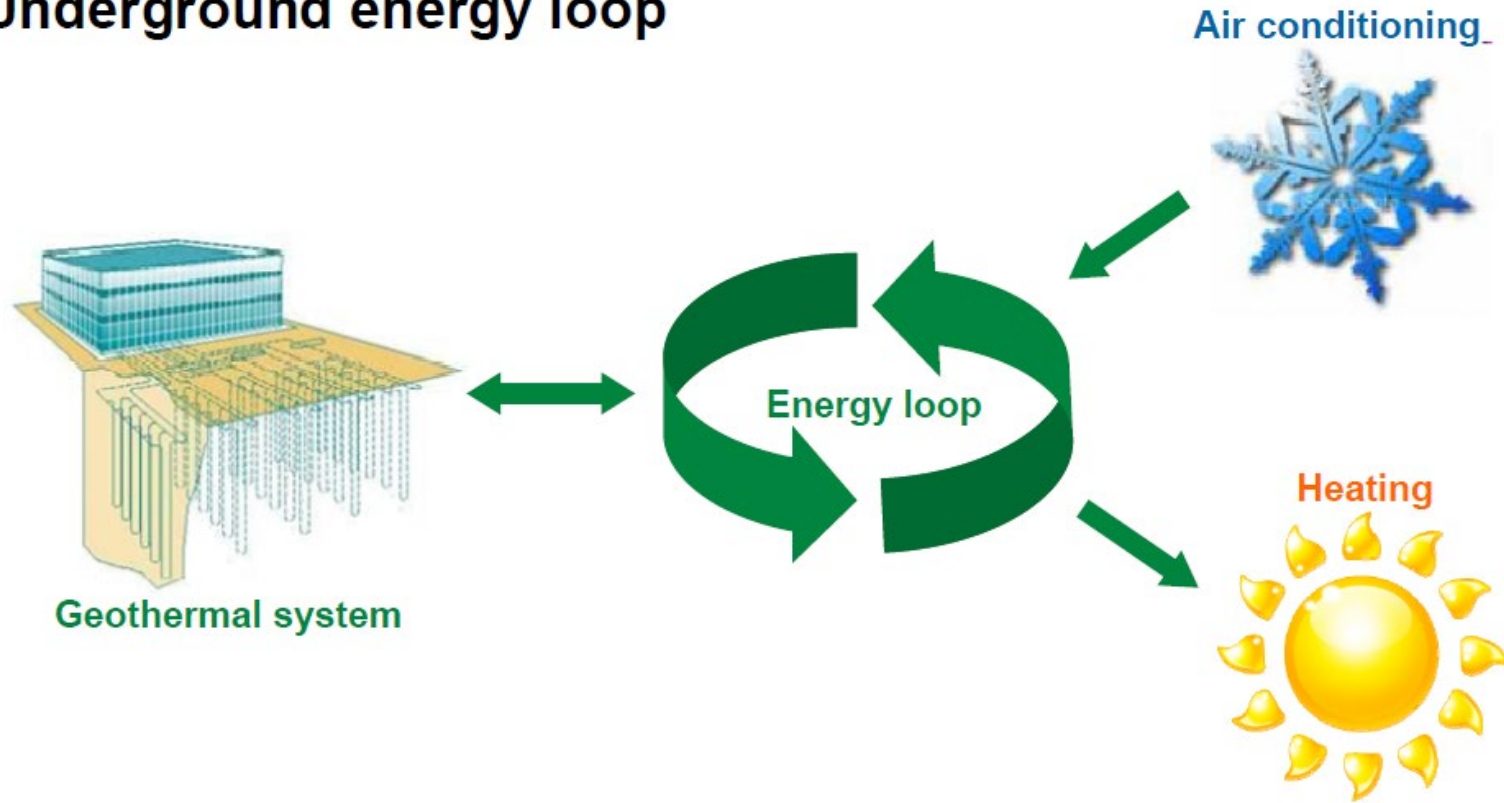 Underground energy loop
Air conditioning
Energy loop
Heating
Geothermal system